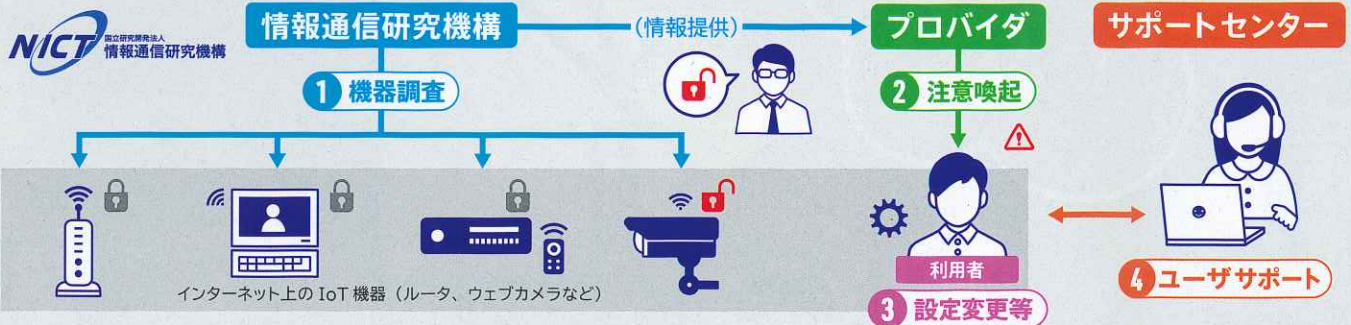 NICT
国立研究開発法人
情報通信研究機構
情報通信研究機構
(情報提供)
プロバイダ
サポートセンター
1 機器調査
2 注意喚起
利用者
インターネット上の IoT 機器（ルータ、ウェブカメラなど）
3 設定変更等
4 ユーザサポート